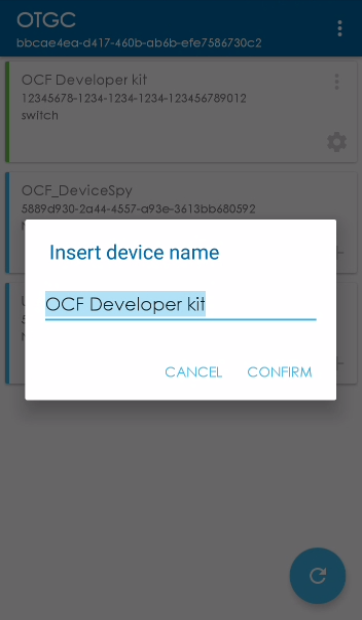 OTGC
bbcae4ea-d417-460b-ab6b-efe7586730c2
OCF Developer kit
12345678-1234-1234-1234-123456789012
switch
OCF_DeviceSpy
5889d930-2a44-4557-a93e-3613bb680592
Insert device name
OCF Developer kit
CANCEL CONFIRM